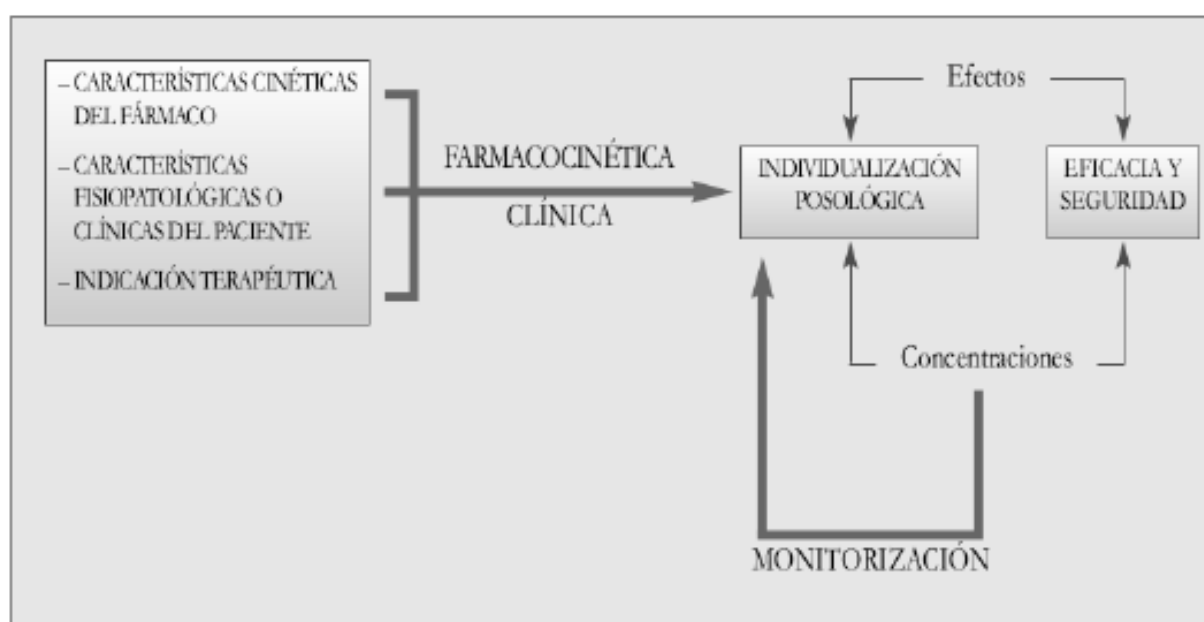 – CARACTERÍSTICAS CINÉTICAS
DEL FÁRMACO
– CARACTERÍSTICAS
FISIOPATOLÓGICAS O
CLÍNICAS DEL PACIENTE
– INDICACIÓN TERAPÉUTICA
FARMACOCINÉTICA
CLÍNICA
Efectos
INDIVIDUALIZACIÓN
POSOLÓGICA
EFICACIA Y
SEGURIDAD
Concentraciones
MONITORIZACIÓN